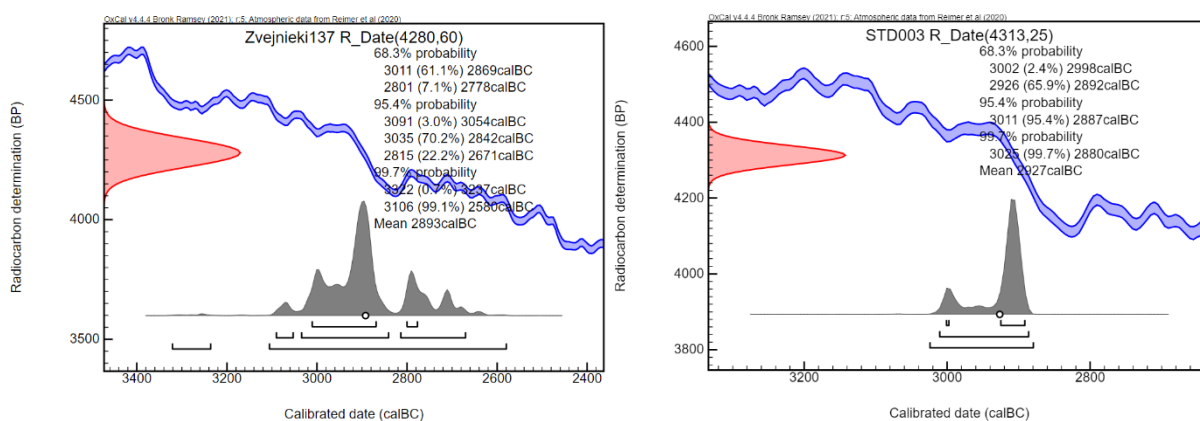 OxCal v4.4.4 Bronk Ramsey (2021); r:5; Atmospheric data from Reimer et al (2020)
Zvejnieki137 R_Date(4280,60)
68.3% probability
3011 (61.1%) 2869calBC
2801 (7.1%) 2778calBC
95.4% probability
3091 (3.0%) 3054calBC
3035 (70.2%) 2842calBC
2815 (22.2%) 2671calBC
99.7% probability
3322 3237calBC
3106 (99.1%) 2580calBC
Mean 2893calBC
Radiocarbon determination (BP)
4500
4000
3500
3400
3200
3000
2800
2600
2400
Calibrated date (calBC)
OxCal v4.4.4 Bronk Ramsey (2021); r:5; Atmospheric data from Reimer et al (2020)
STD003 R_Date(4313,25)
68.3% probability
3002 (2.4%) 2998calBC
2926 (65.9%) 2892calBC
95.4% probability
3011 (95.4%) 2887calBC
99.7% probability
3025 (99.7%) 2880calBC
Mean 2927calBC
Radiocarbon determination (BP)
4600
4400
4200
4000
3800
3200
3000
2800
Calibrated date (calBC)